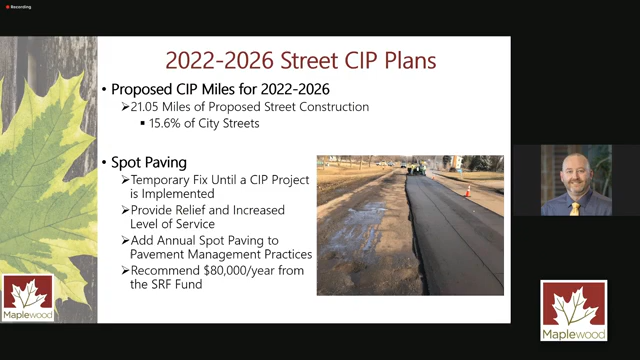 Recording
2022-2026 Street CIP Plans
• Proposed CIP Miles for 2022-2026
➢21.05 Miles of Proposed Street Construction
▪ 15.6% of City Streets
• Spot Paving
➢Temporary Fix Until a CIP Project
is Implemented
➢Provide Relief and Increased
Level of Service
➢Add Annual Spot Paving to
Pavement Management Practices
➢Recommend $80,000/year from
the SRF Fund
Maplewood
Maplewood